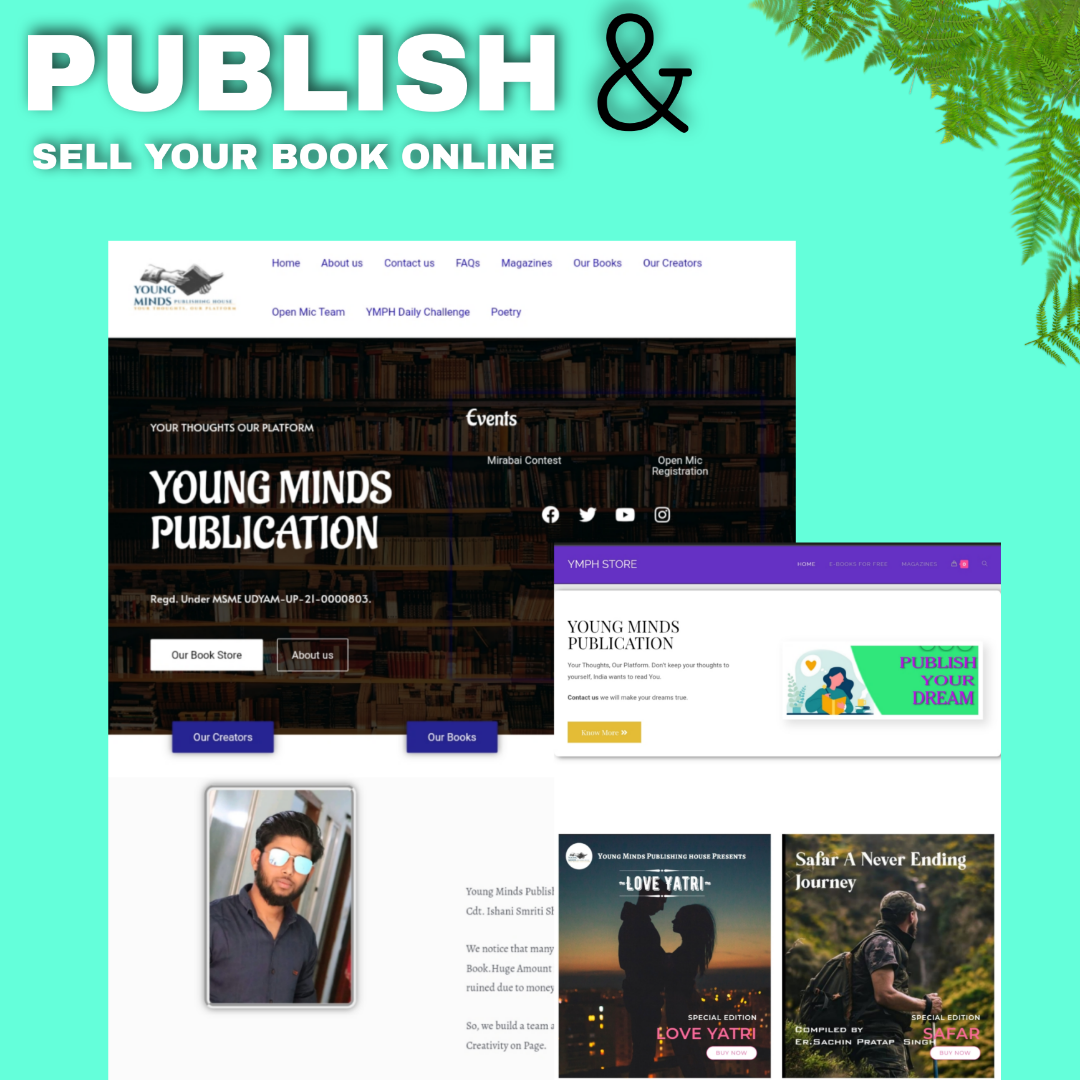 PUBLISH &
SELL YOUR BOOK ONLINE
YOUNG
MINDS PUBLISHING HOUSE
YOUR THOUGHTS OUR PLATFORM
Home About us Contact us FAQs Magazines Our Books Our Creators
Open Mic Team YMPH Daily Challenge Poetry
YOUR THOUGHTS OUR PLATFORM
YOUNG MINDS
PUBLICATION
Regd. Under MSME UDYAM-UP-21-0000803.
Our Book Store About us
Events
Mirabai Contest Open Mic
Registration
Our Creators Our Books
Young Minds Publish
Cdt. Ishani Smriti Sh
We notice that many
Book.Huge Amount
ruined due to money
So, we build a team a
Creativity on Page.
YMPH STORE HOME E-BOOKS FOR FREE MAGAZINES 0
YOUNG MINDS
PUBLICATION
Your Thoughts, Our Platform. Don't keep your thoughts to
yourself, India wants to read You.
Contact us we will make your dreams true.
Know More »
PUBLISH
YOUR
DREAM
Young Minds Publishing house Presents
~LOVE YATRI~
SPECIAL EDITION
LOVE YATRI
BUY NOW
Safar A Never Ending
Journey
SPECIAL EDITION
SAFAR
Compiled by
Er.Sachin Pratap Singh
BUY NOW